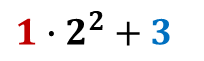 1 · 2² + 3